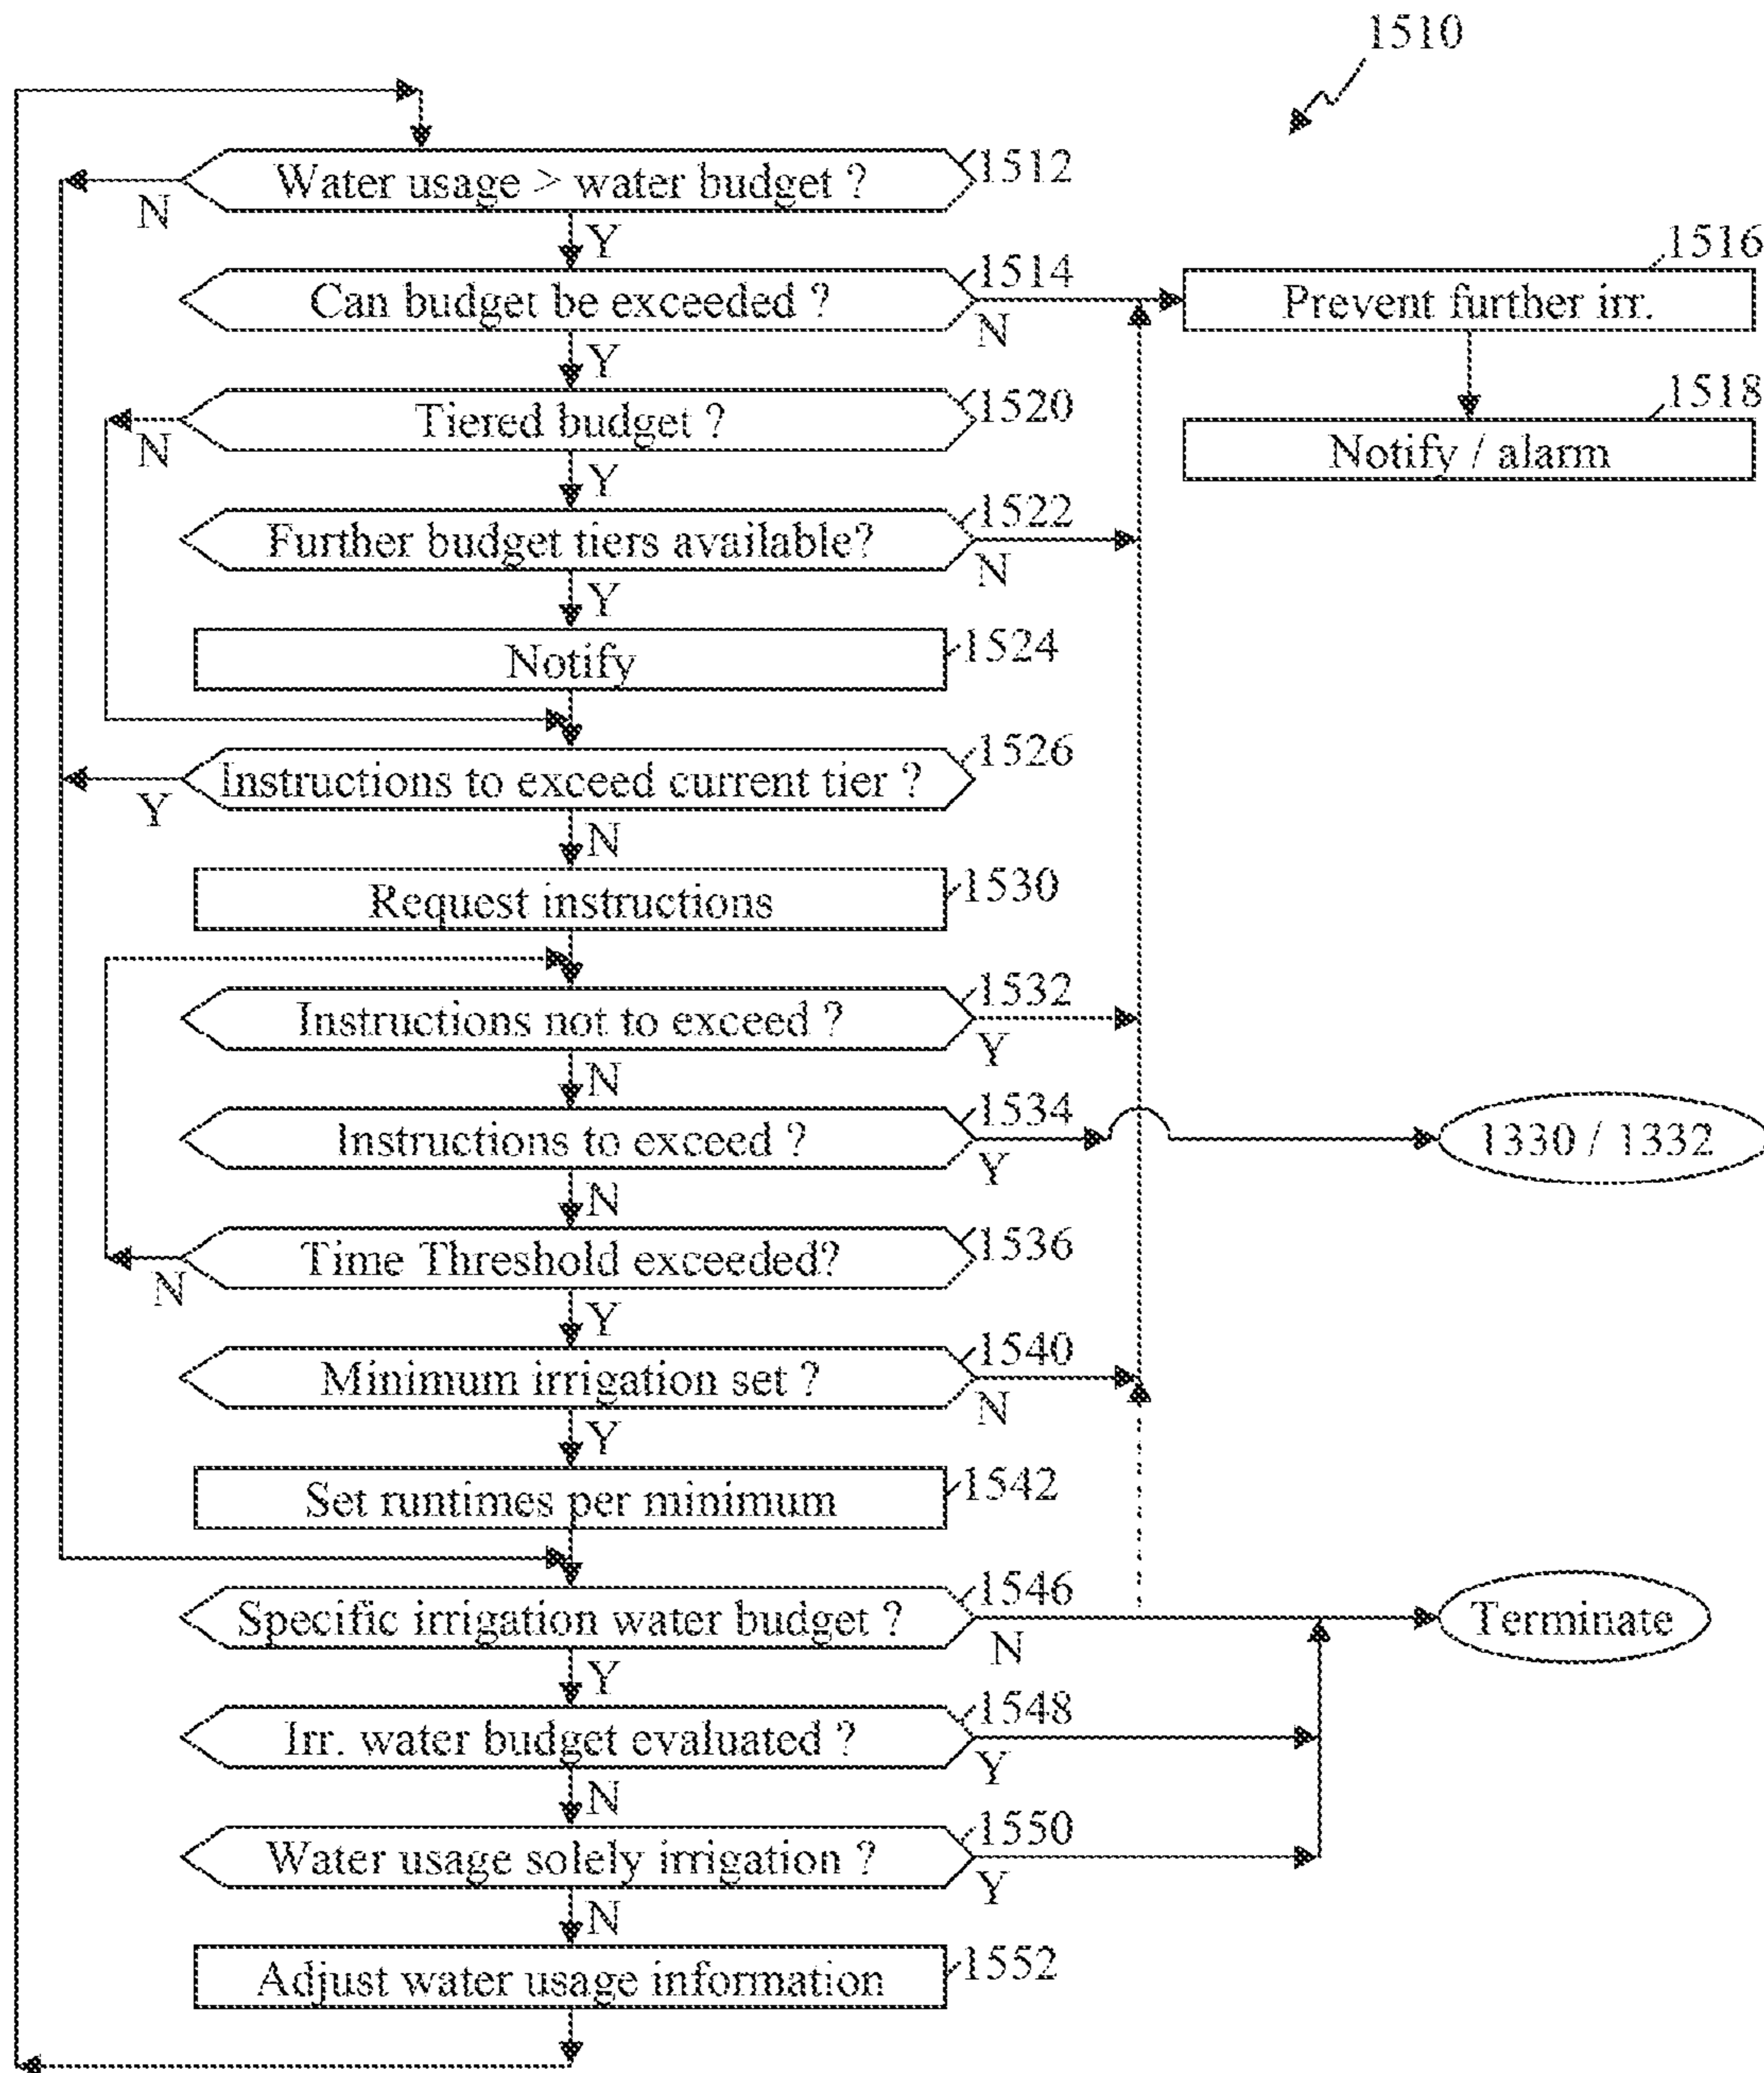 1510
Water usage > water budget ?
1512
N
Y
Can budget be exceeded ?
1514
N
1516
Prevent further irr.
Y
1518
Notify / alarm
Tiered budget ?
1520
N
Y
Further budget tiers available?
1522
N
Y
Notify
1524
Instructions to exceed current tier ?
1526
Y
N
Request instructions
1530
Instructions not to exceed ?
1532
Y
N
Instructions to exceed ?
1534
Y
1330 / 1332
N
Time Threshold exceeded?
1536
N
Y
Minimum irrigation set ?
1540
N
Y
Set runtimes per minimum
1542
Specific irrigation water budget ?
1546
N
Terminate
Y
Irr. water budget evaluated ?
1548
Y
N
Water usage solely irrigation ?
1550
Y
N
Adjust water usage information
1552